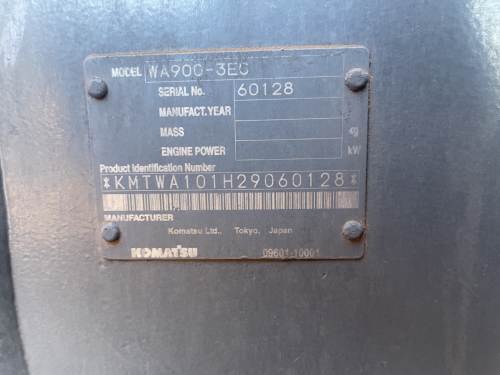 MODEL WA900-3E0
SERIAL No. 60128
MANUFACT.YEAR
MASS kg
ENGINE POWER kW
Product Identification Number
*KMTWA101H29060128*
MANUFACTURER
Komatsu Ltd., Tokyo, Japan
KOMATSU 09601-10001